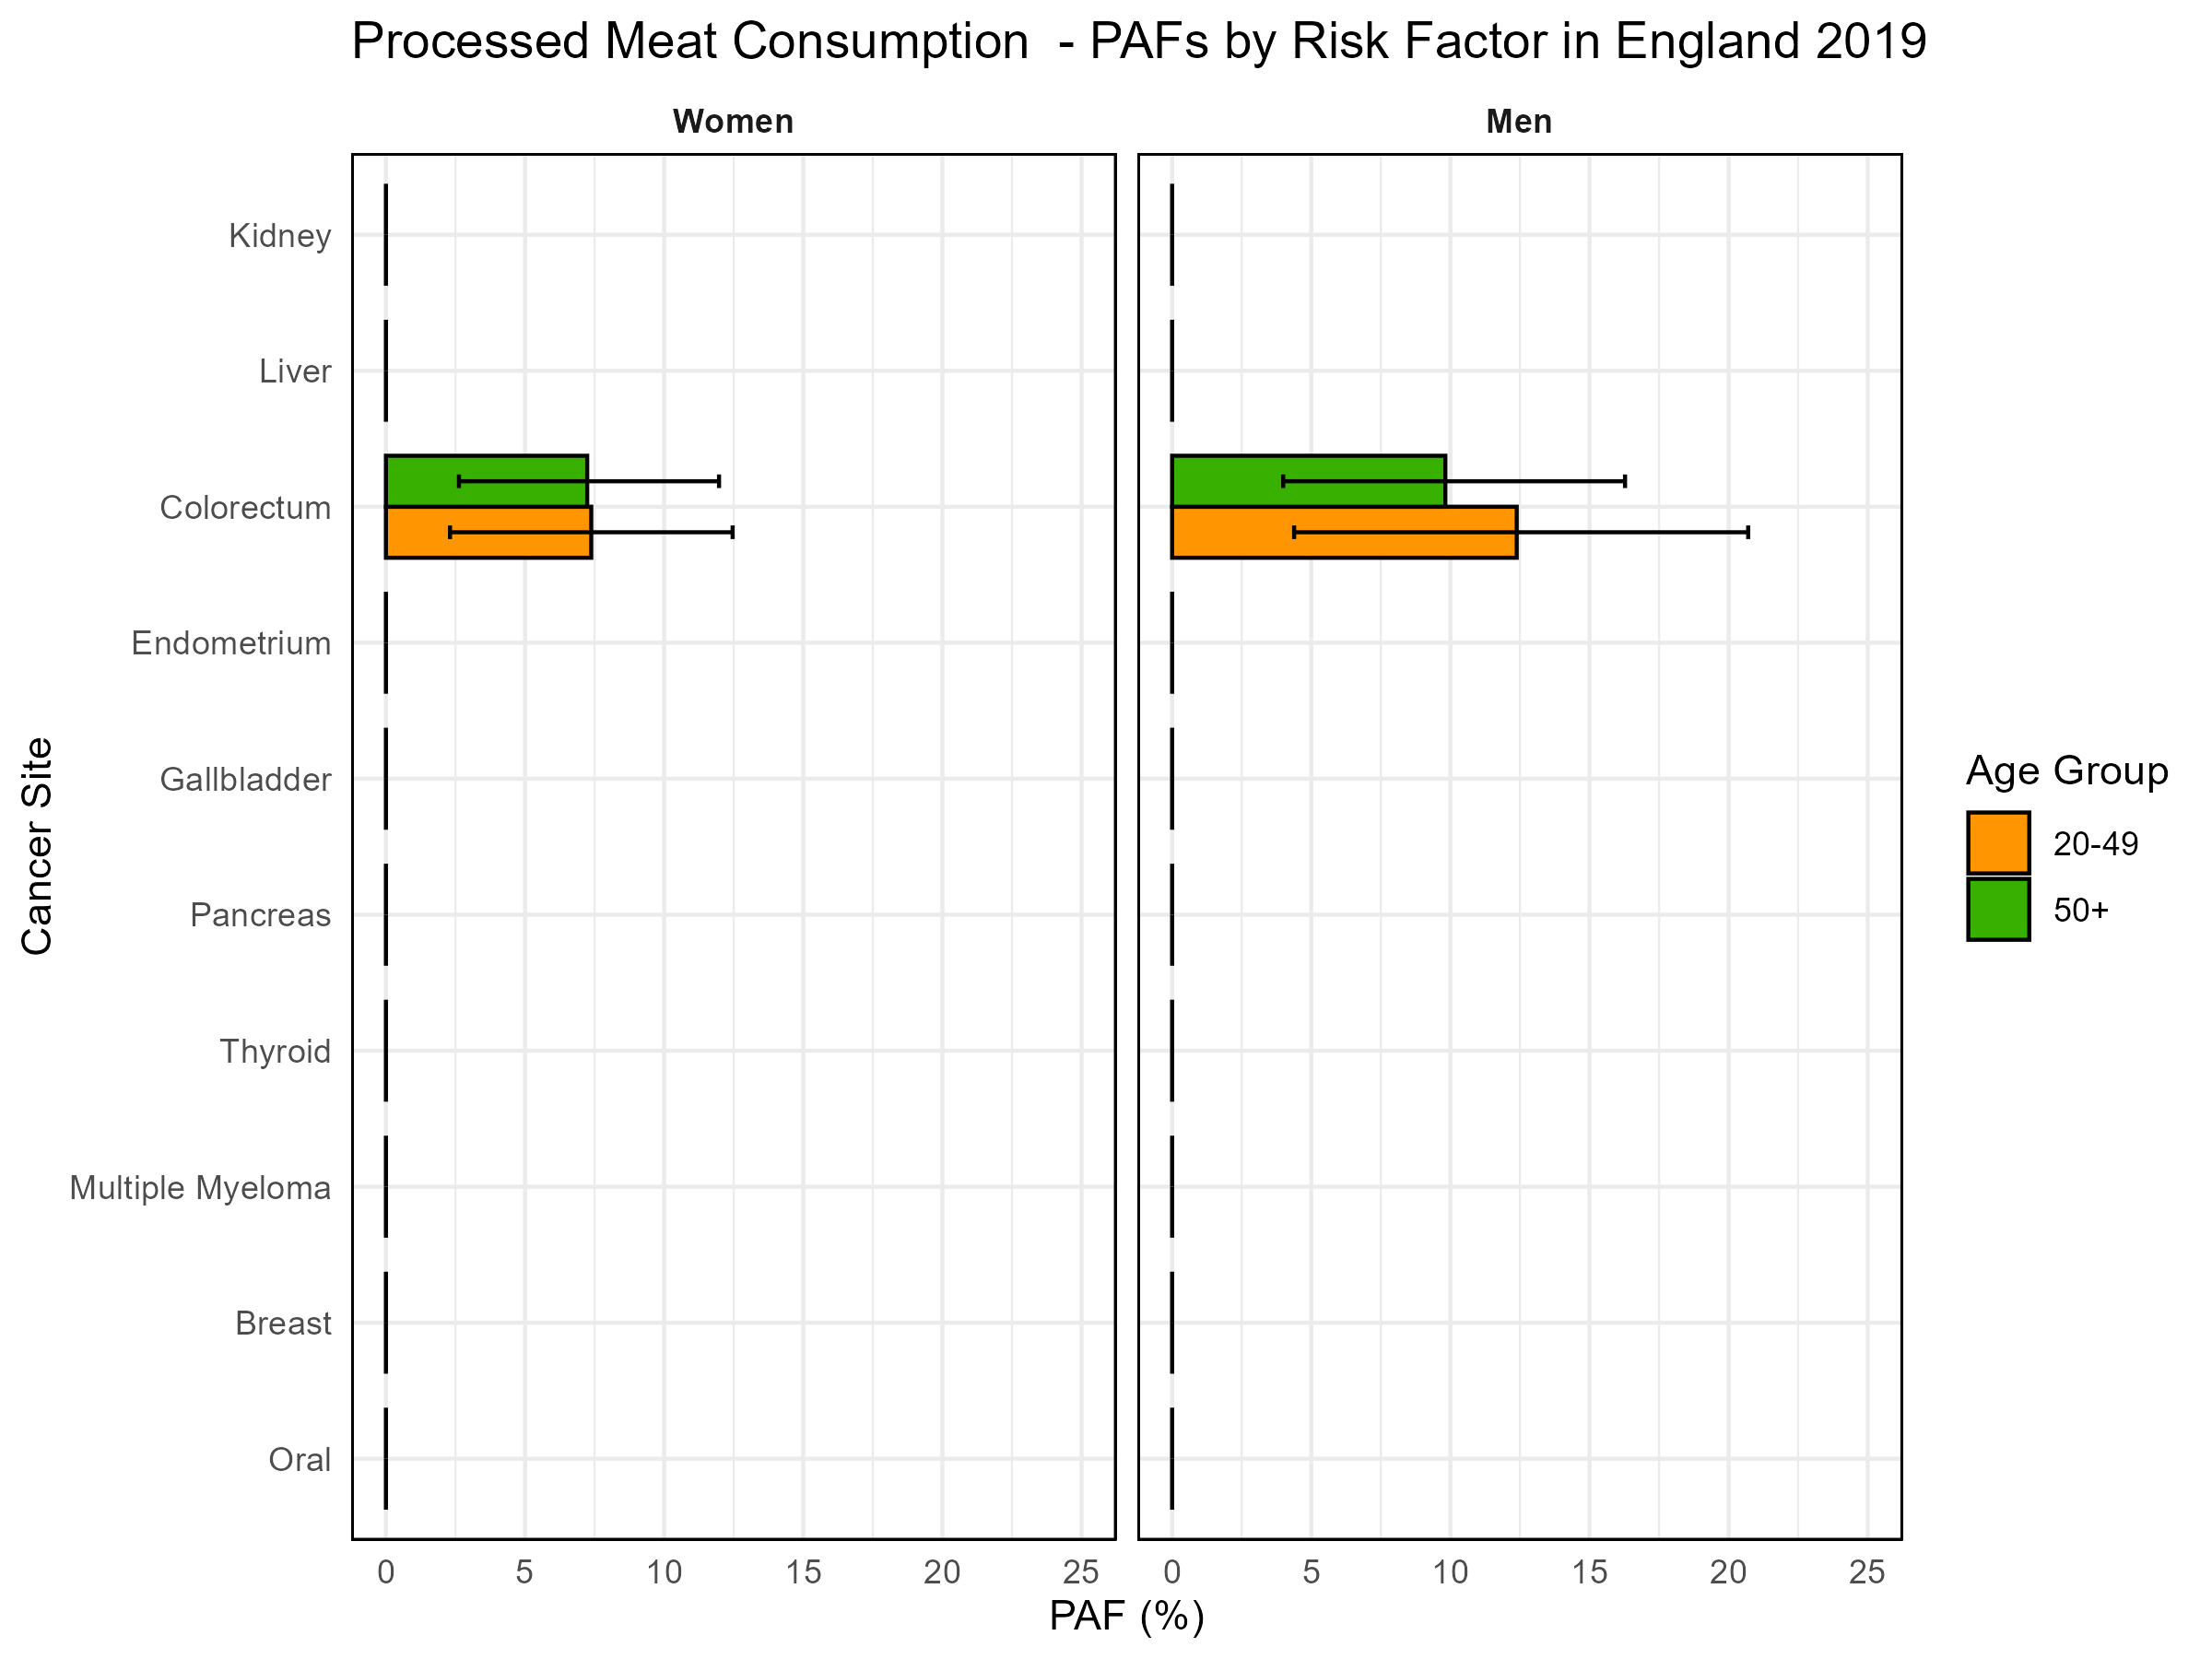 Processed Meat Consumption  - PAFs by Risk Factor in England 2019
Women
Men
Cancer Site
Kidney
Liver
Colorectum
Endometrium
Gallbladder
Pancreas
Thyroid
Multiple Myeloma
Breast
Oral
0 5 10 15 20 25
0 5 10 15 20 25
PAF (%)
Age Group
20-49
50+